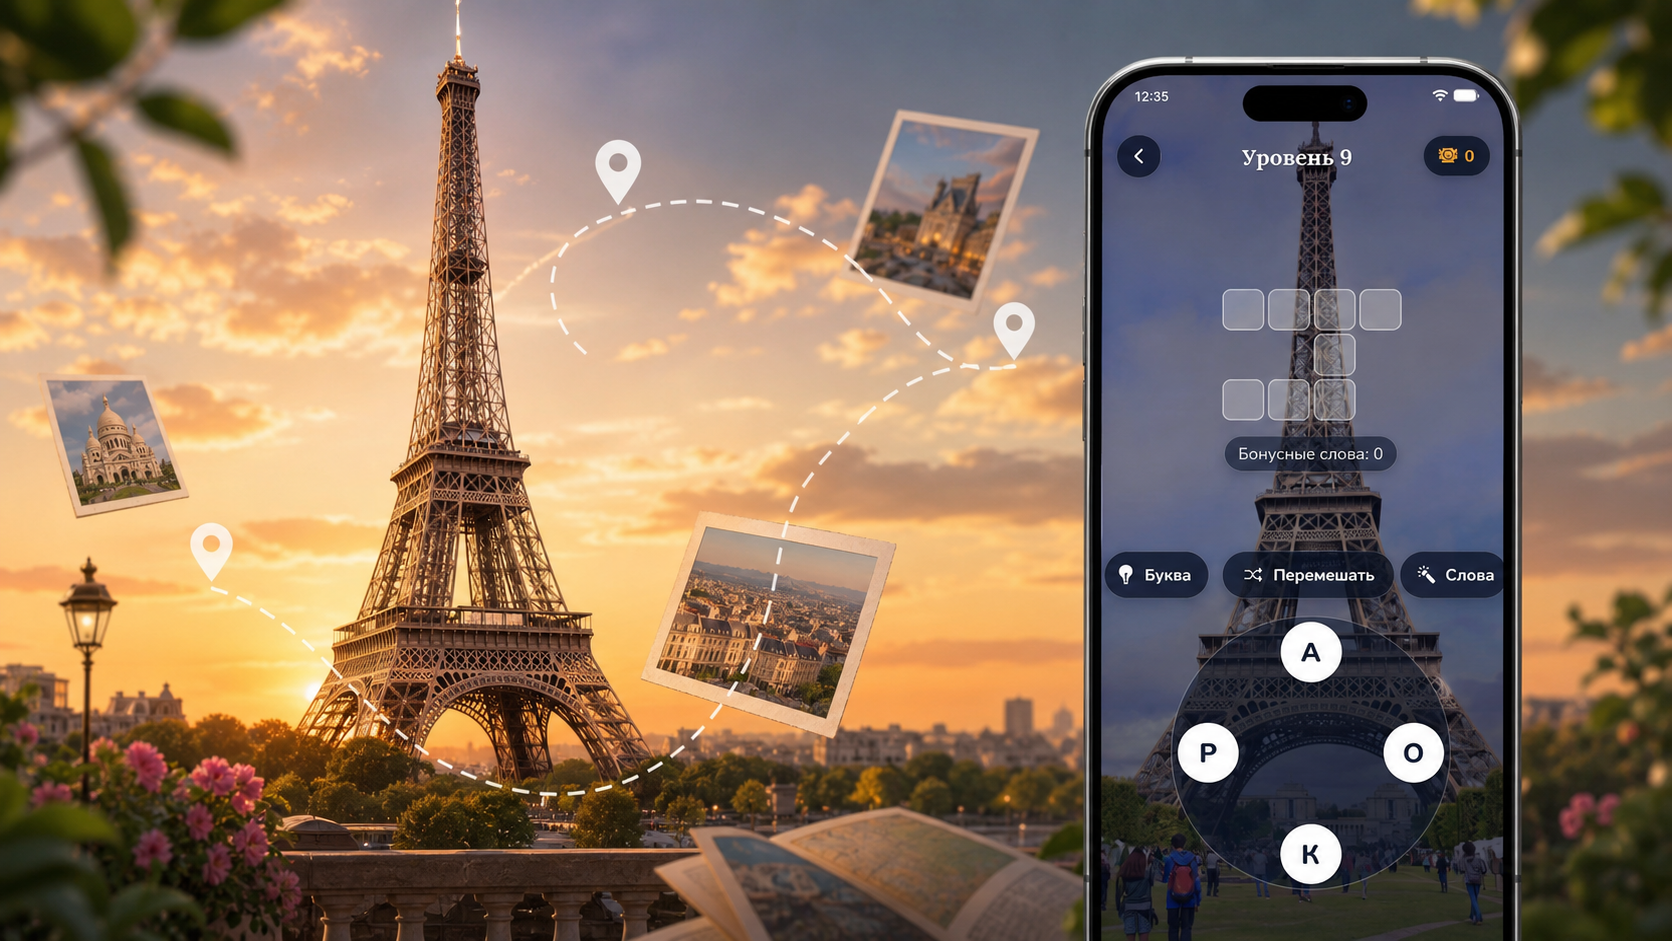 12:35
Уровень 9
0
Бонусные слова: 0
Буква
Перемешать
Слова
А
Р
О
К